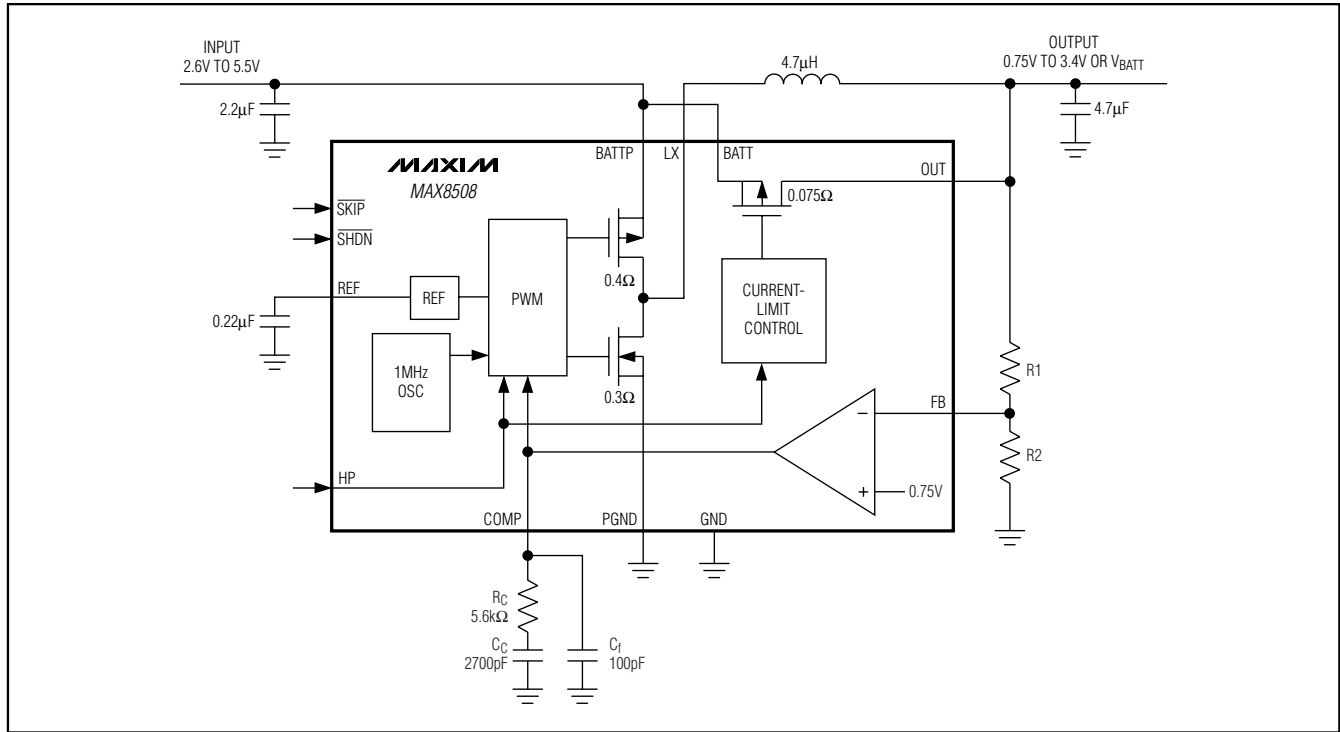 INPUT
2.6V TO 5.5V
2.2µF
4.7µH
OUTPUT
0.75V TO 3.4V OR VBATT
4.7µF
BATTP
LX
BATT
OUT
MAXIM
MAX8508
SKIP
SHDN
REF
0.22µF
REF
PWM
1MHz
OSC
0.4Ω
0.3Ω
0.075Ω
CURRENT-
LIMIT
CONTROL
R1
FB
R2
0.75V
−
+
HP
COMP
PGND
GND
RC
5.6kΩ
CC
2700pF
Cf
100pF